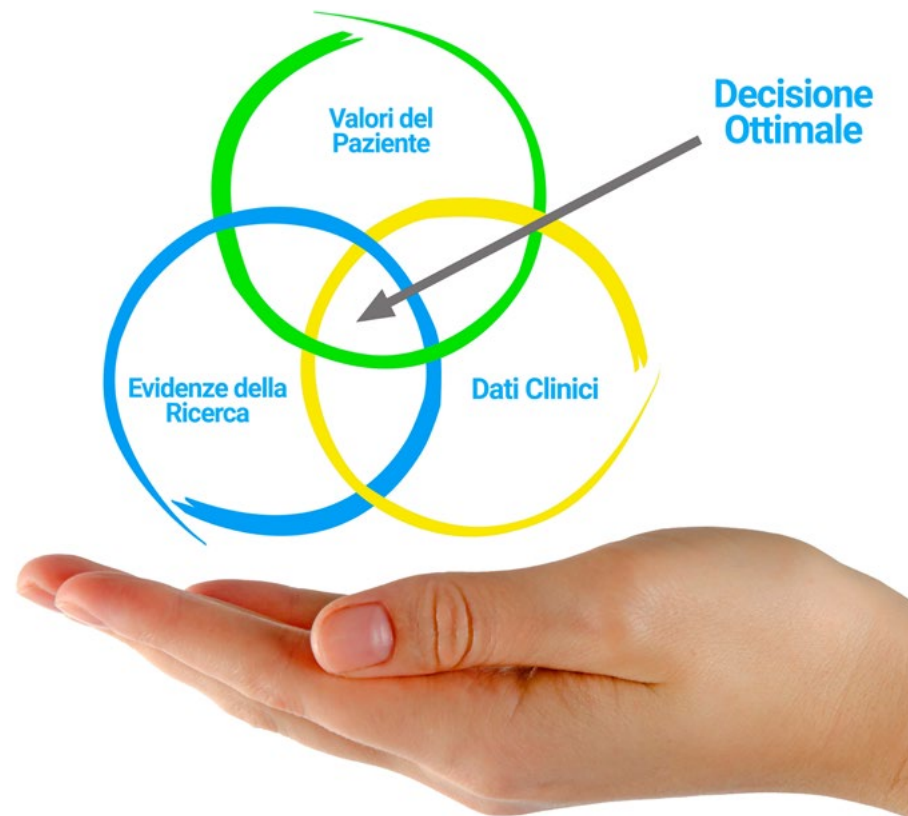 Valori del
Paziente
Decisione
Ottimale
Evidenze della
Ricerca
Dati Clinici